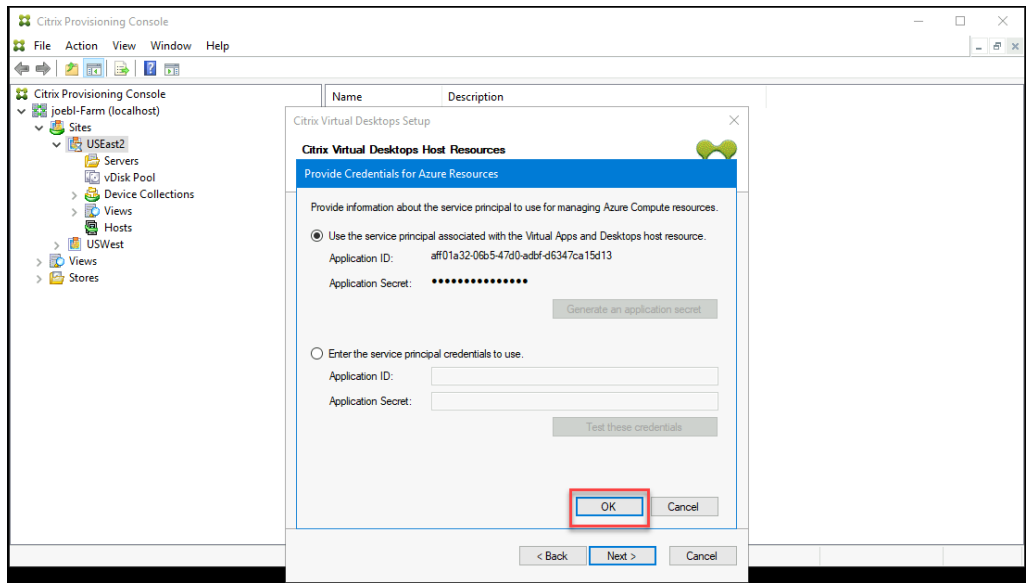 Citrix Provisioning Console
File Action View Window Help
Citrix Provisioning Console
joebl-Farm (localhost)
Sites
USEast2
Servers
vDisk Pool
Device Collections
Views
Hosts
USWest
Views
Stores
Name Description
Citrix Virtual Desktops Setup
Citrix Virtual Desktops Host Resources
Provide Credentials for Azure Resources
Provide information about the service principal to use for managing Azure Compute resources.
Use the service principal associated with the Virtual Apps and Desktops host resource.
Application ID: aff01a32-06b5-47d0-adbf-d6347ca15d13
Application Secret: •••••••••••••••
Generate an application secret
Enter the service principal credentials to use.
Application ID:
Application Secret:
Test these credentials
OK Cancel
< Back Next > Cancel